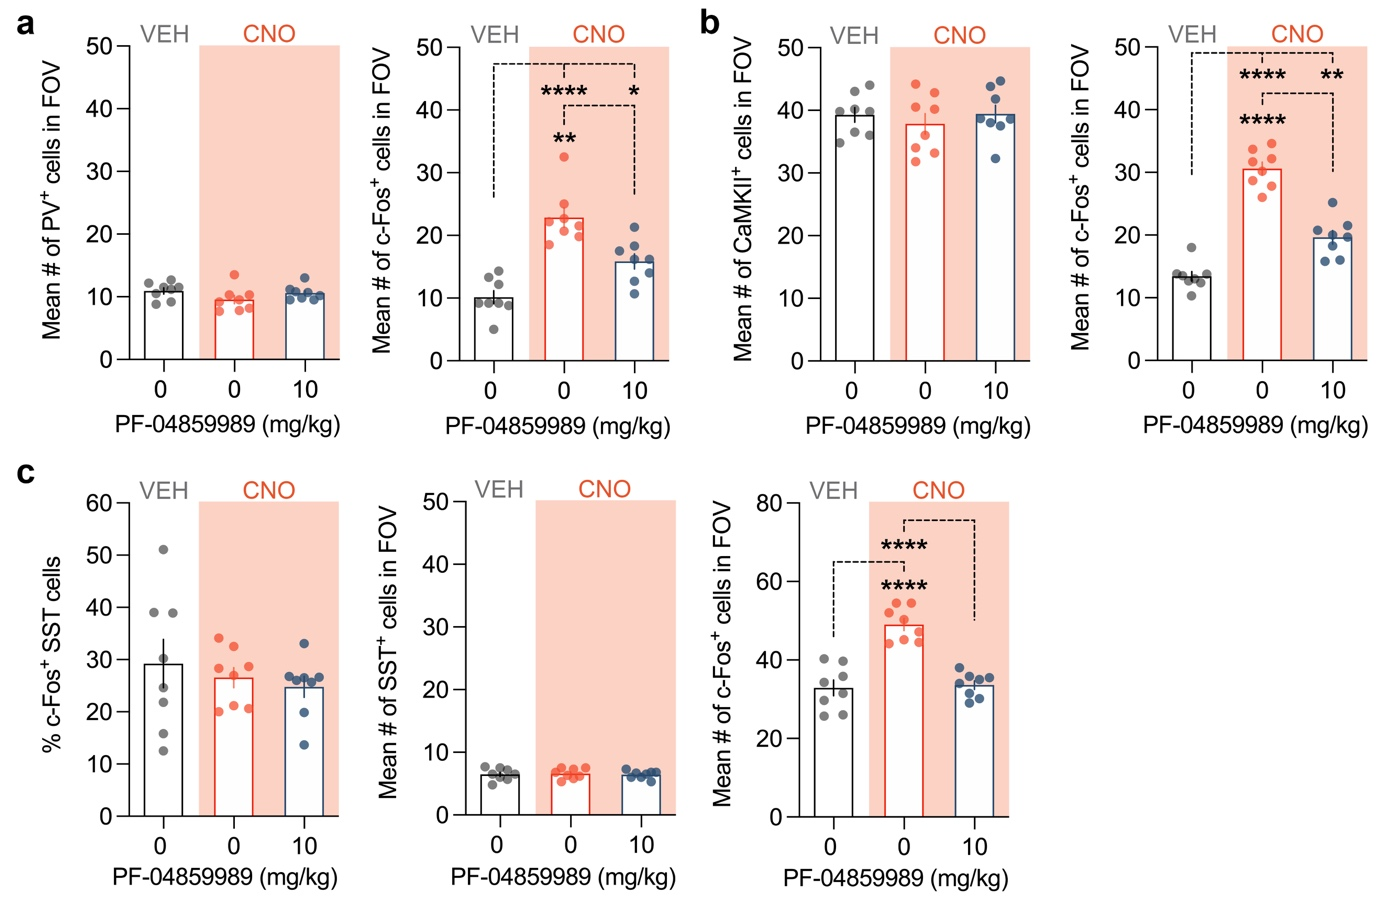 a
VEH CNO
Mean # of PV+ cells in FOV
50
40
30
20
10
0
0 0 10
PF-04859989 (mg/kg)
VEH CNO
Mean # of c-Fos+ cells in FOV
50
40
30
20
10
0
**** *
**
0 0 10
PF-04859989 (mg/kg)
b
VEH CNO
Mean # of CaMKII+ cells in FOV
50
40
30
20
10
0
0 0 10
PF-04859989 (mg/kg)
VEH CNO
Mean # of c-Fos+ cells in FOV
50
40
30
20
10
0
**** **
****
0 0 10
PF-04859989 (mg/kg)
c
VEH CNO
% c-Fos+ SST cells
60
50
40
30
20
10
0
0 0 10
PF-04859989 (mg/kg)
VEH CNO
Mean # of SST+ cells in FOV
50
40
30
20
10
0
0 0 10
PF-04859989 (mg/kg)
VEH CNO
Mean # of c-Fos+ cells in FOV
80
60
40
20
0
****
****
0 0 10
PF-04859989 (mg/kg)